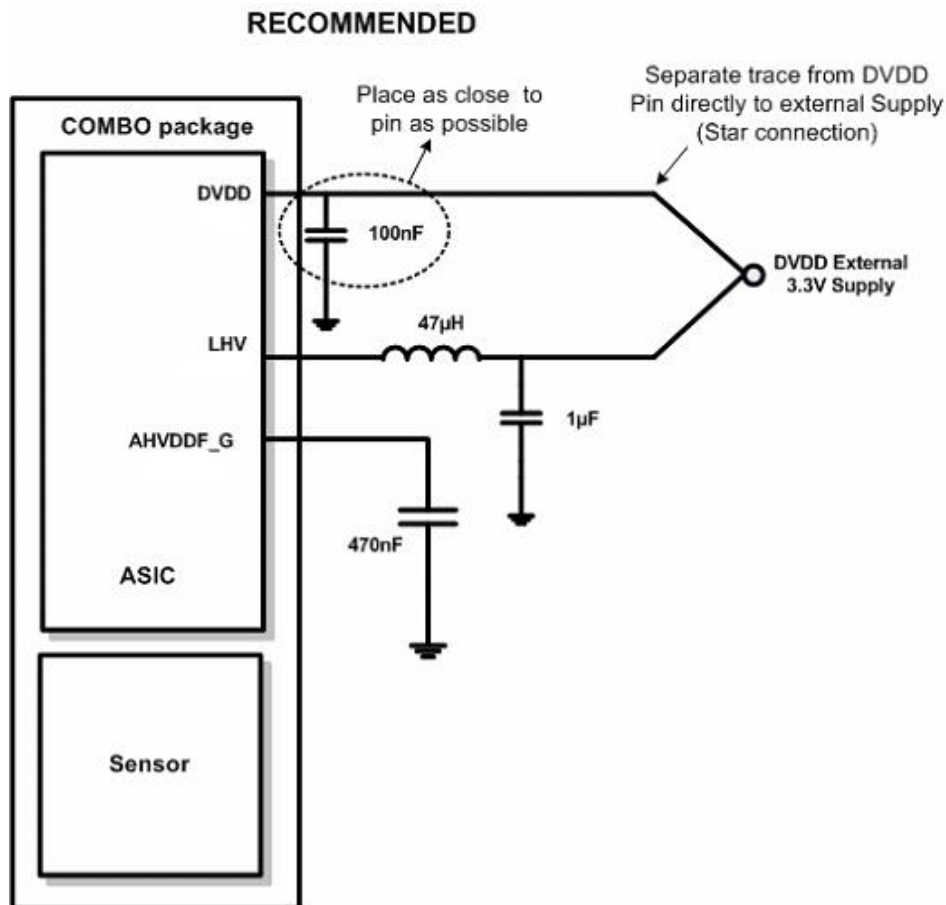 RECOMMENDED
Place as close to
pin as possible
Separate trace from DVDD
Pin directly to external Supply
(Star connection)
COMBO package
DVDD
100nF
DVDD External
3.3V Supply
47µH
LHV
1µF
AHVDDF_G
470nF
ASIC
Sensor